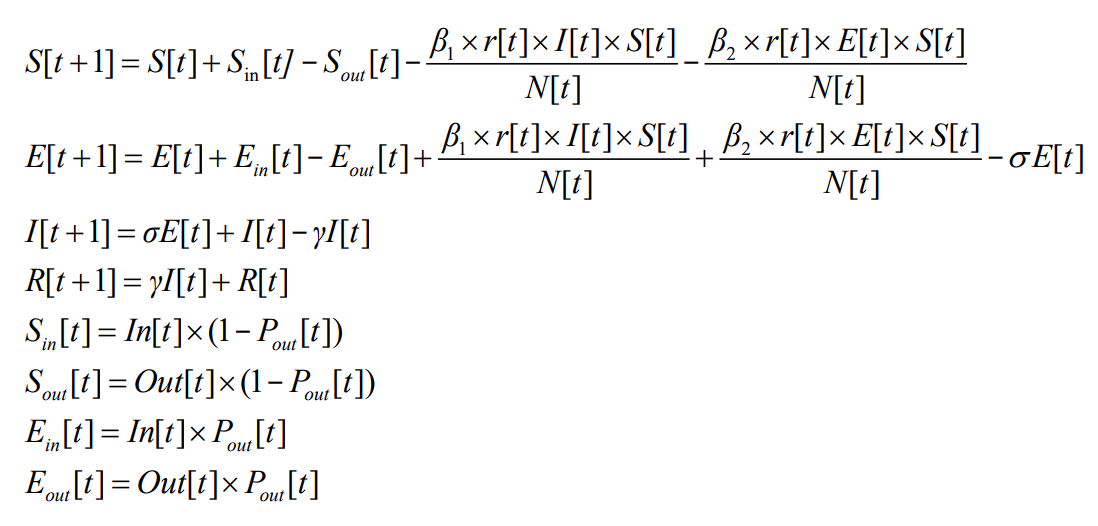 S[t+1] = S[t] + S_in[t] − S_out[t] − (β₁ × r[t] × I[t] × S[t]) / N[t] − (β₂ × r[t] × E[t] × S[t]) / N[t]
E[t+1] = E[t] + E_in[t] − E_out[t] + (β₁ × r[t] × I[t] × S[t]) / N[t] + (β₂ × r[t] × E[t] × S[t]) / N[t] − σE[t]
I[t+1] = σE[t] + I[t] − γI[t]
R[t+1] = γI[t] + R[t]
S_in[t] = In[t] × (1 − P_out[t])
S_out[t] = Out[t] × (1 − P_out[t])
E_in[t] = In[t] × P_out[t]
E_out[t] = Out[t] × P_out[t]